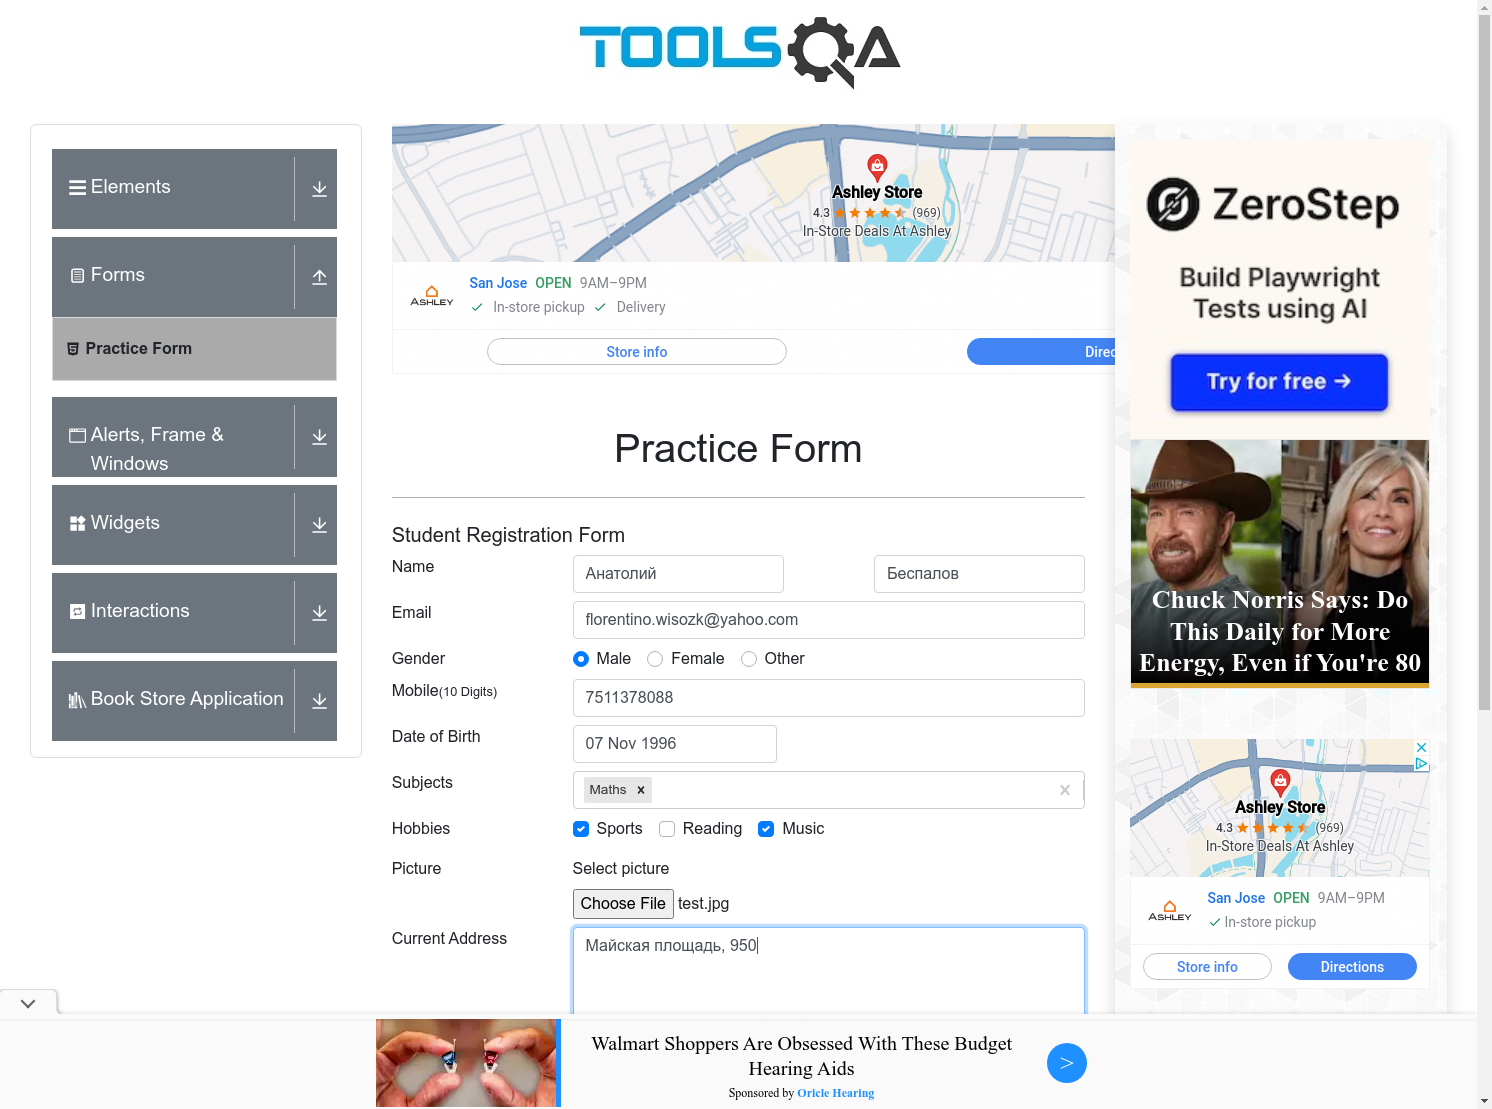 TOOLSQA
Elements
Forms
Practice Form
Alerts, Frame &
Windows
Widgets
Interactions
Book Store Application
Ashley Store
4.3 (969)
In-Store Deals At Ashley
ASHLEY
San Jose OPEN 9AM–9PM
In-store pickup Delivery
Store info
Direc
Practice Form
Student Registration Form
Name
Анатолий
Беспалов
Email
florentino.wisozk@yahoo.com
Gender
Male Female Other
Mobile(10 Digits)
7511378088
Date of Birth
07 Nov 1996
Subjects
Maths
Hobbies
Sports Reading Music
Picture
Select picture
Choose File test.jpg
Current Address
Майская площадь, 950
ZeroStep
Build Playwright
Tests using AI
Try for free →
Chuck Norris Says: Do
This Daily for More
Energy, Even if You're 80
Ashley Store
4.3 (969)
In-Store Deals At Ashley
ASHLEY
San Jose OPEN 9AM–9PM
In-store pickup
Store info
Directions
Walmart Shoppers Are Obsessed With These Budget
Hearing Aids
Sponsored by Oricle Hearing
>